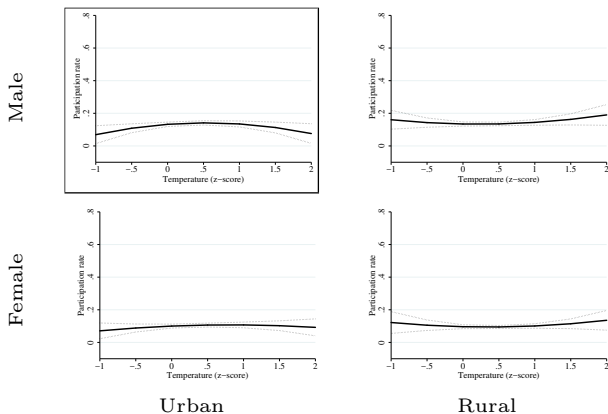 Male
Participation rate
0 .2 .4 .6 .8
−1 −.5 0 .5 1 1.5 2
Temperature (z−score)
Participation rate
0 .2 .4 .6 .8
−1 −.5 0 .5 1 1.5 2
Temperature (z−score)
Female
Participation rate
0 .2 .4 .6 .8
−1 −.5 0 .5 1 1.5 2
Temperature (z−score)
Participation rate
0 .2 .4 .6 .8
−1 −.5 0 .5 1 1.5 2
Temperature (z−score)
Urban
Rural